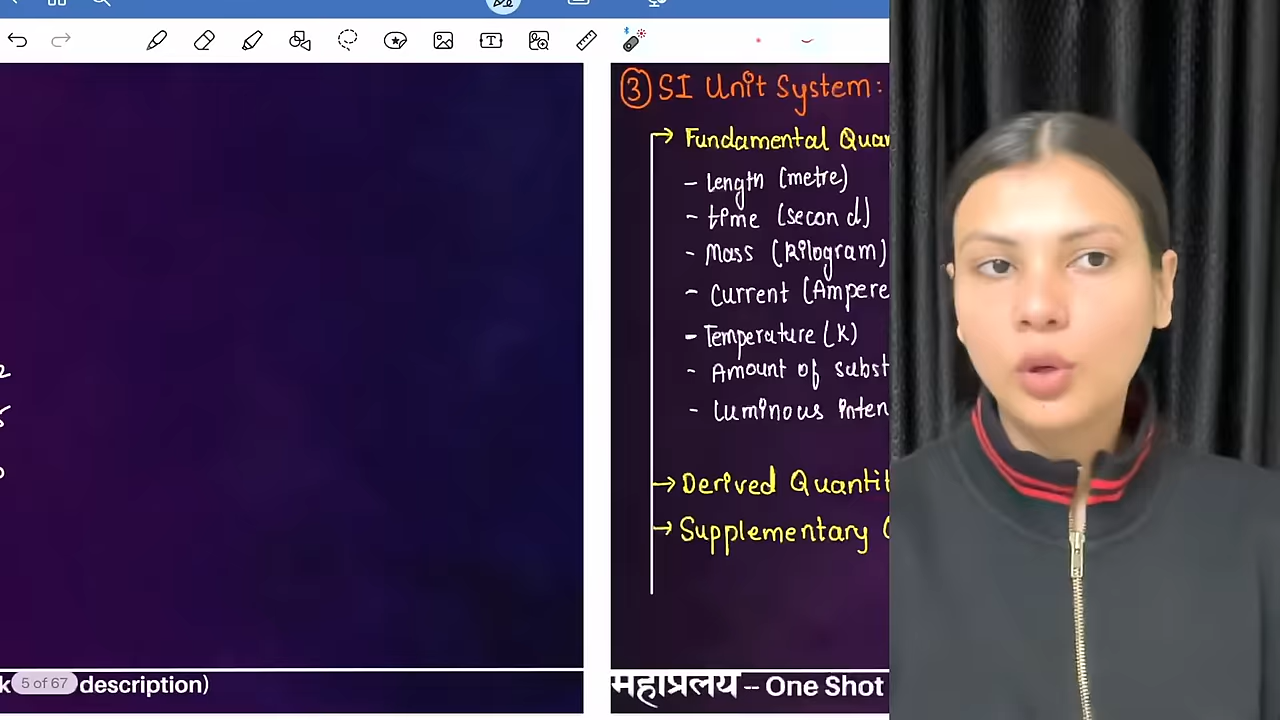 ③ SI Unit System:
→ Fundamental Quan
- Length (metre)
- time (second)
- Mass (kilogram)
- Current (Ampere
- Temperature (K)
- Amount of subst
- Luminous inten
→ Derived Quantit
→ Supplementary
5 of 67 description)
महाप्रलय -- One Shot